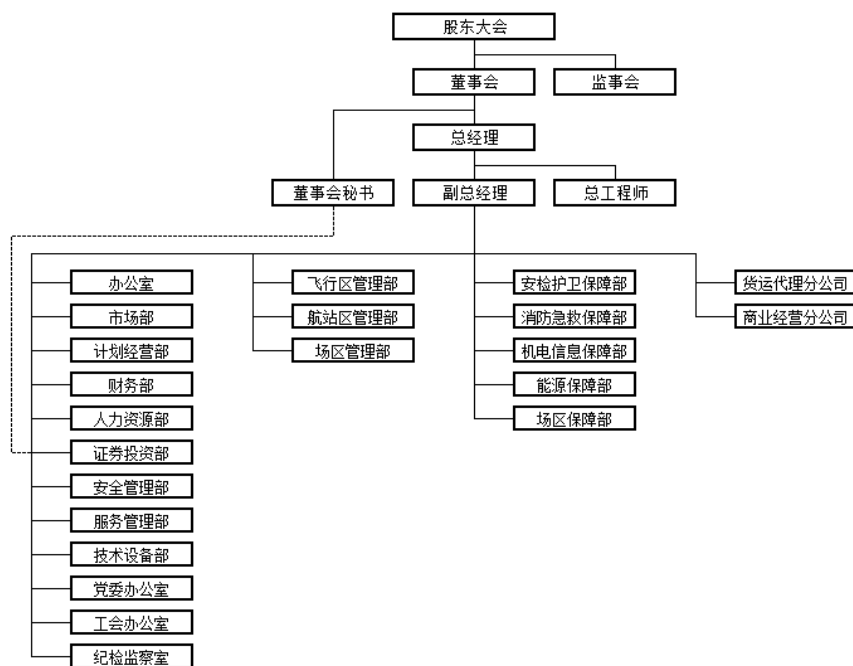 股东大会
董事会
监事会
总经理
董事会秘书
副总经理
总工程师
办公室
市场部
计划经营部
财务部
人力资源部
证券投资部
安全管理部
服务管理部
技术设备部
党委办公室
工会办公室
纪检监察室
飞行区管理部
航站区管理部
场区管理部
安检护卫保障部
消防急救保障部
机电信息保障部
能源保障部
场区保障部
货运代理分公司
商业经营分公司